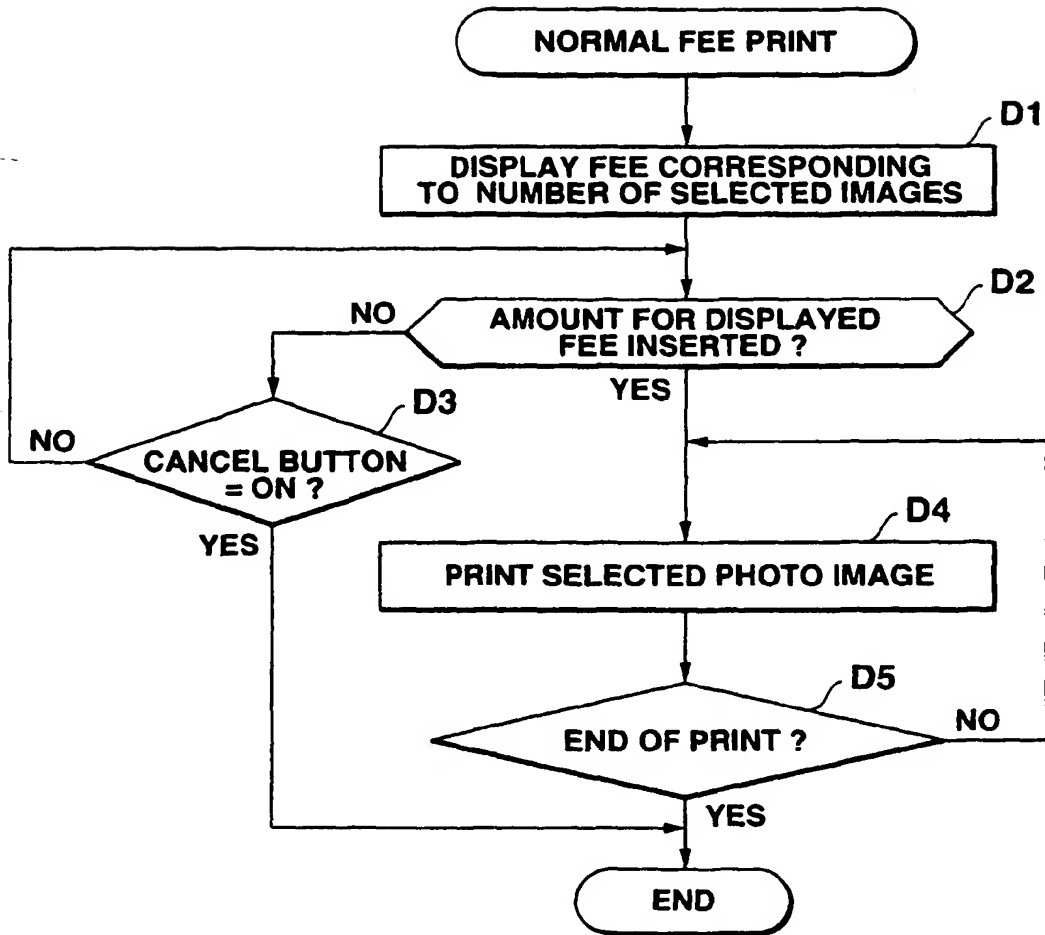 NORMAL FEE PRINT
D1
DISPLAY FEE CORRESPONDING
TO NUMBER OF SELECTED IMAGES
D2
NO
AMOUNT FOR DISPLAYED
FEE INSERTED ?
YES
D3
NO
CANCEL BUTTON
= ON ?
YES
D4
PRINT SELECTED PHOTO IMAGE
D5
END OF PRINT ?
NO
YES
END